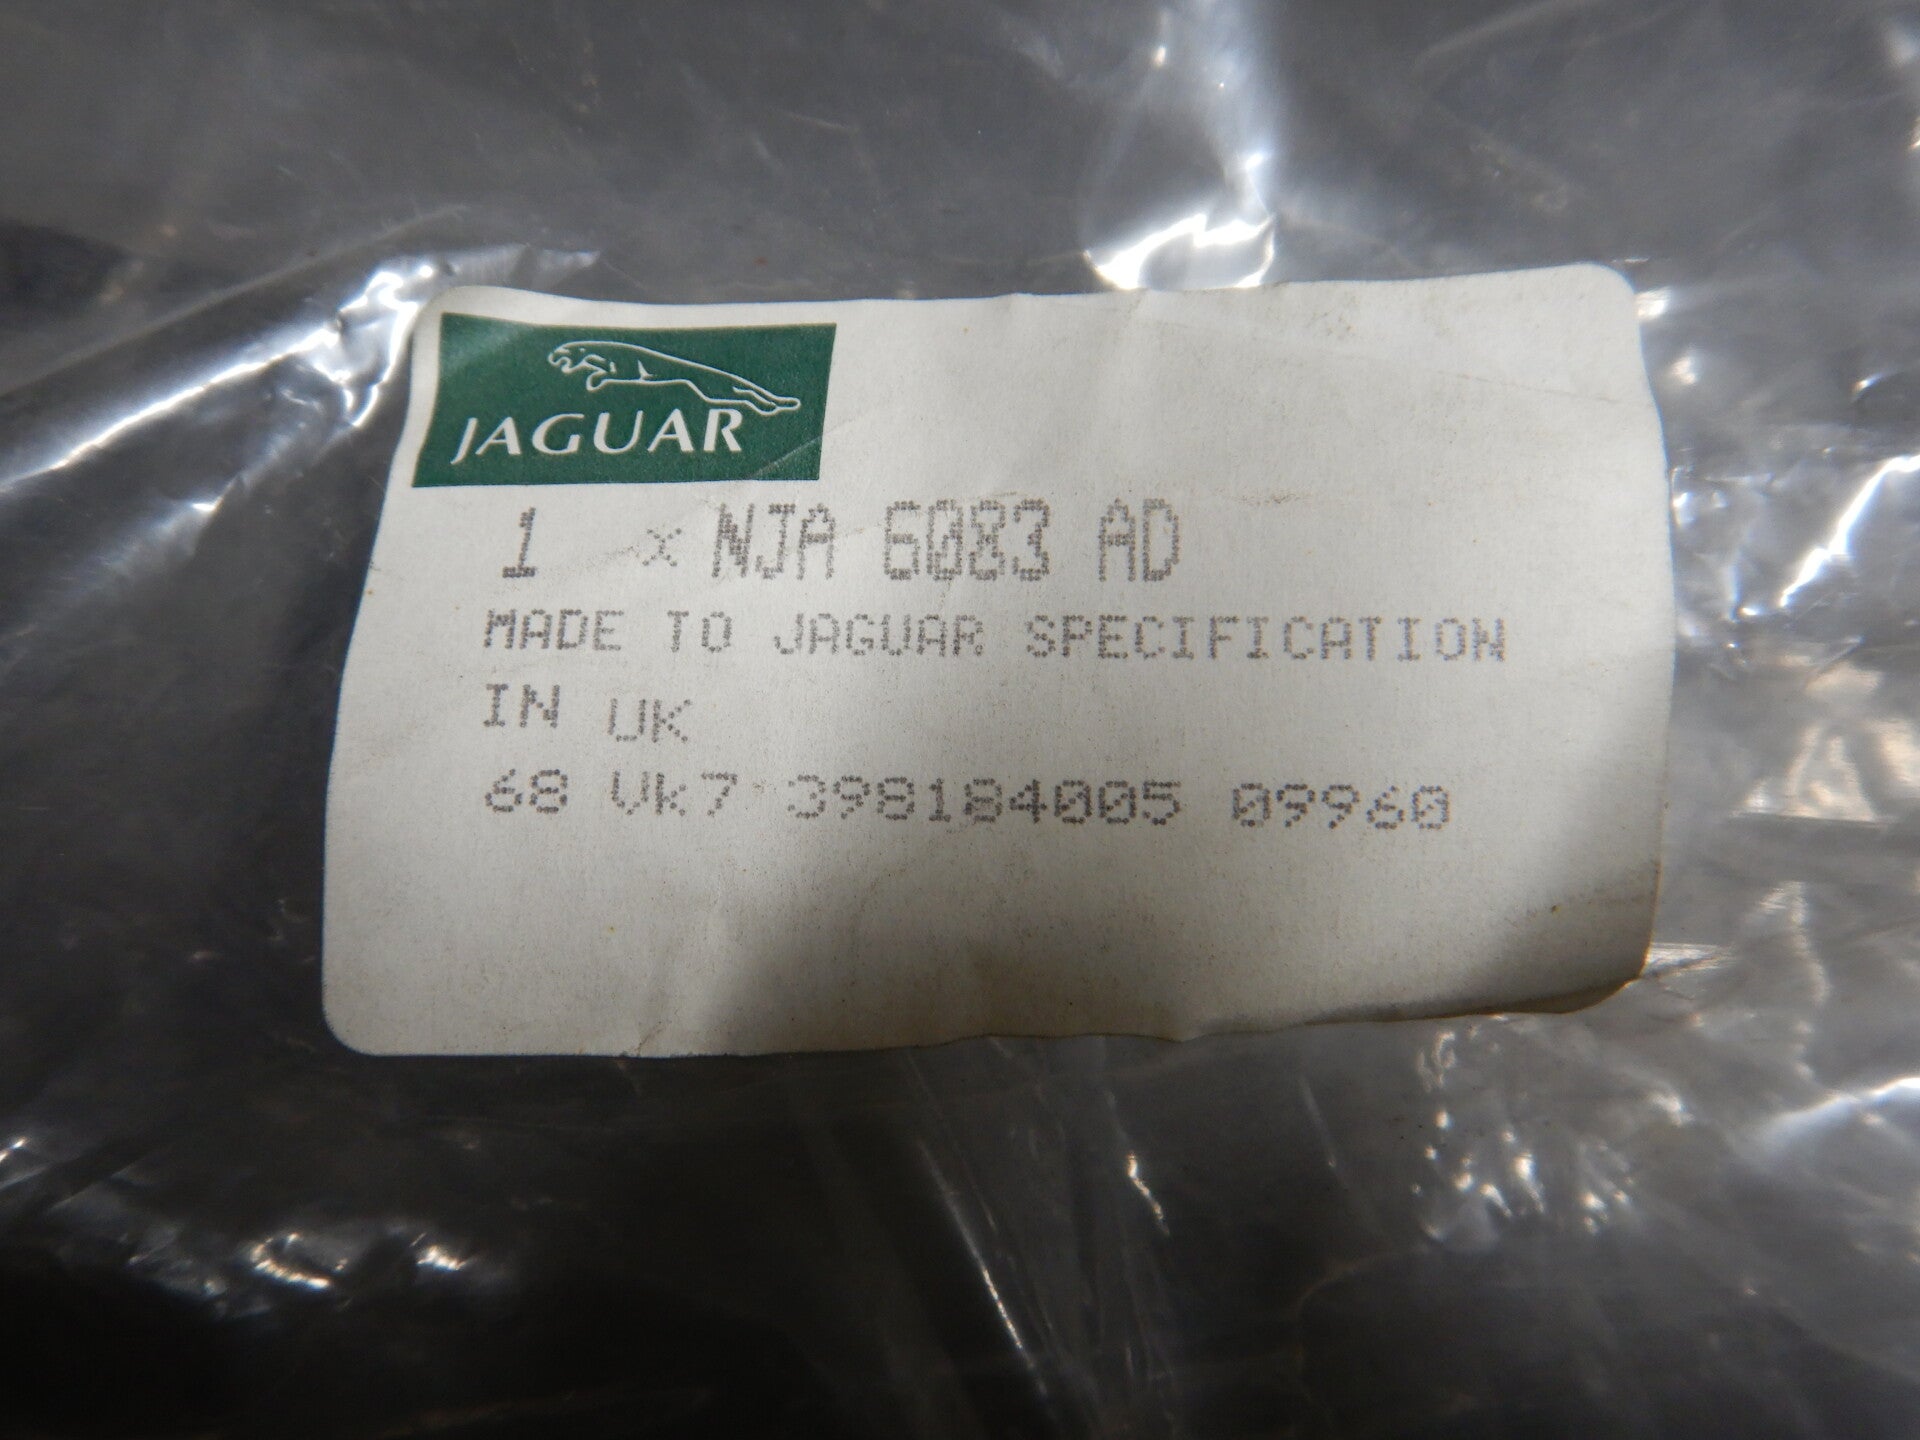 JAGUAR
1 x NJA 6083 AD
MADE TO JAGUAR SPECIFICATION
IN UK
68 VK7 398184005 09960